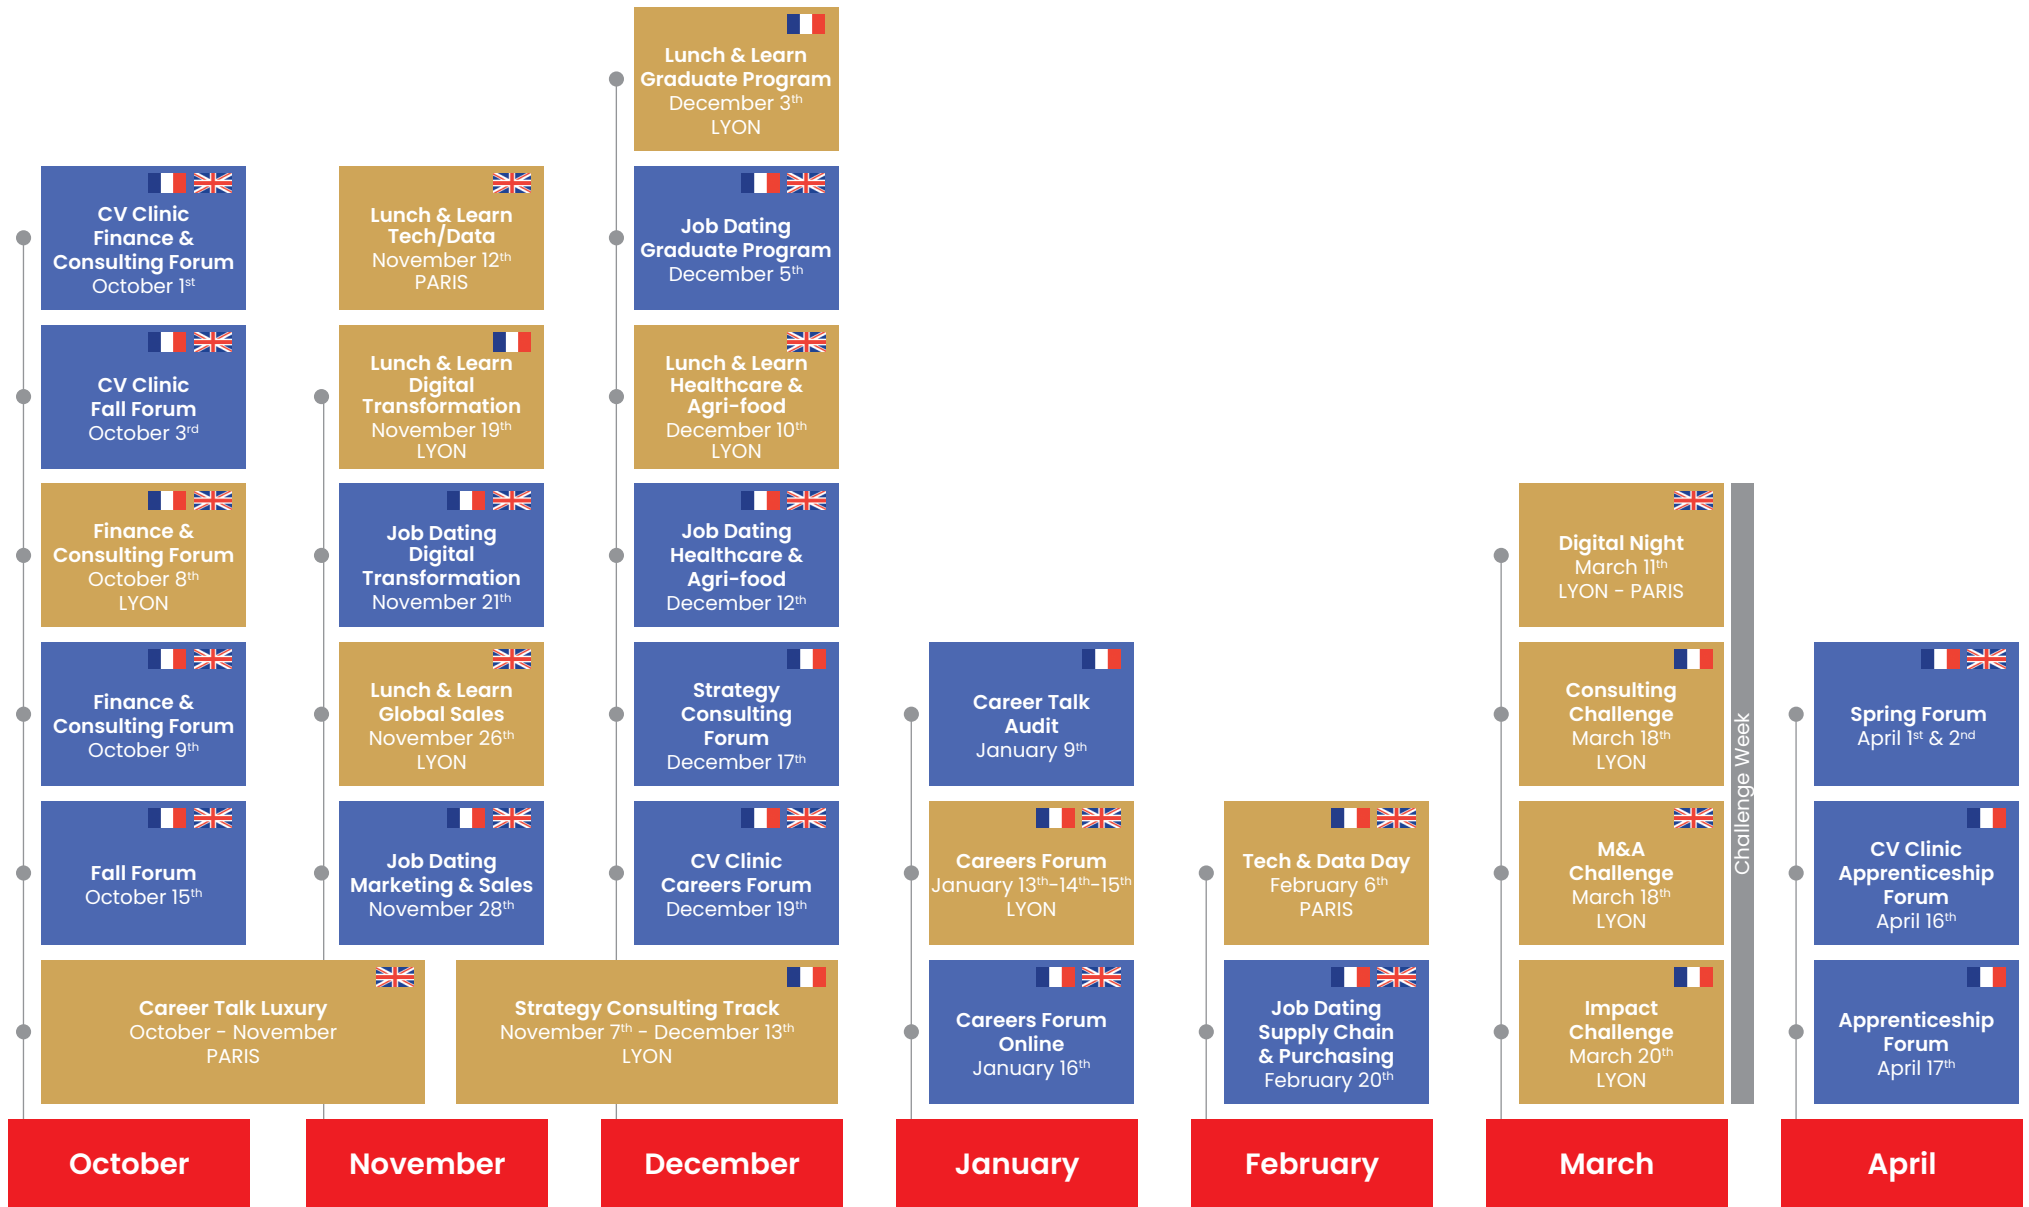 CV Clinic
Finance &
Consulting Forum
October 1st
CV Clinic
Fall Forum
October 3rd
Finance &
Consulting Forum
October 8th
LYON
Finance &
Consulting Forum
October 9th
Fall Forum
October 15th
Career Talk Luxury
October - November
PARIS
October
Lunch & Learn
Tech/Data
November 12th
PARIS
Lunch & Learn
Digital
Transformation
November 19th
LYON
Job Dating
Digital
Transformation
November 21th
Lunch & Learn
Global Sales
November 26th
LYON
Job Dating
Marketing & Sales
November 28th
Strategy Consulting Track
November 7th - December 13th
LYON
November
Lunch & Learn
Graduate Program
December 3th
LYON
Job Dating
Graduate Program
December 5th
Lunch & Learn
Healthcare &
Agri-food
December 10th
LYON
Job Dating
Healthcare &
Agri-food
December 12th
Strategy
Consulting
Forum
December 17th
CV Clinic
Careers Forum
December 19th
December
Career Talk
Audit
January 9th
Careers Forum
January 13th-14th-15th
LYON
Careers Forum
Online
January 16th
January
Tech & Data Day
February 6th
PARIS
Job Dating
Supply Chain
& Purchasing
February 20th
February
Digital Night
March 11th
LYON - PARIS
Consulting
Challenge
March 18th
LYON
M&A
Challenge
March 18th
LYON
Impact
Challenge
March 20th
LYON
Challenge Week
March
Spring Forum
April 1st & 2nd
CV Clinic
Apprenticeship
Forum
April 16th
Apprenticeship
Forum
April 17th
April